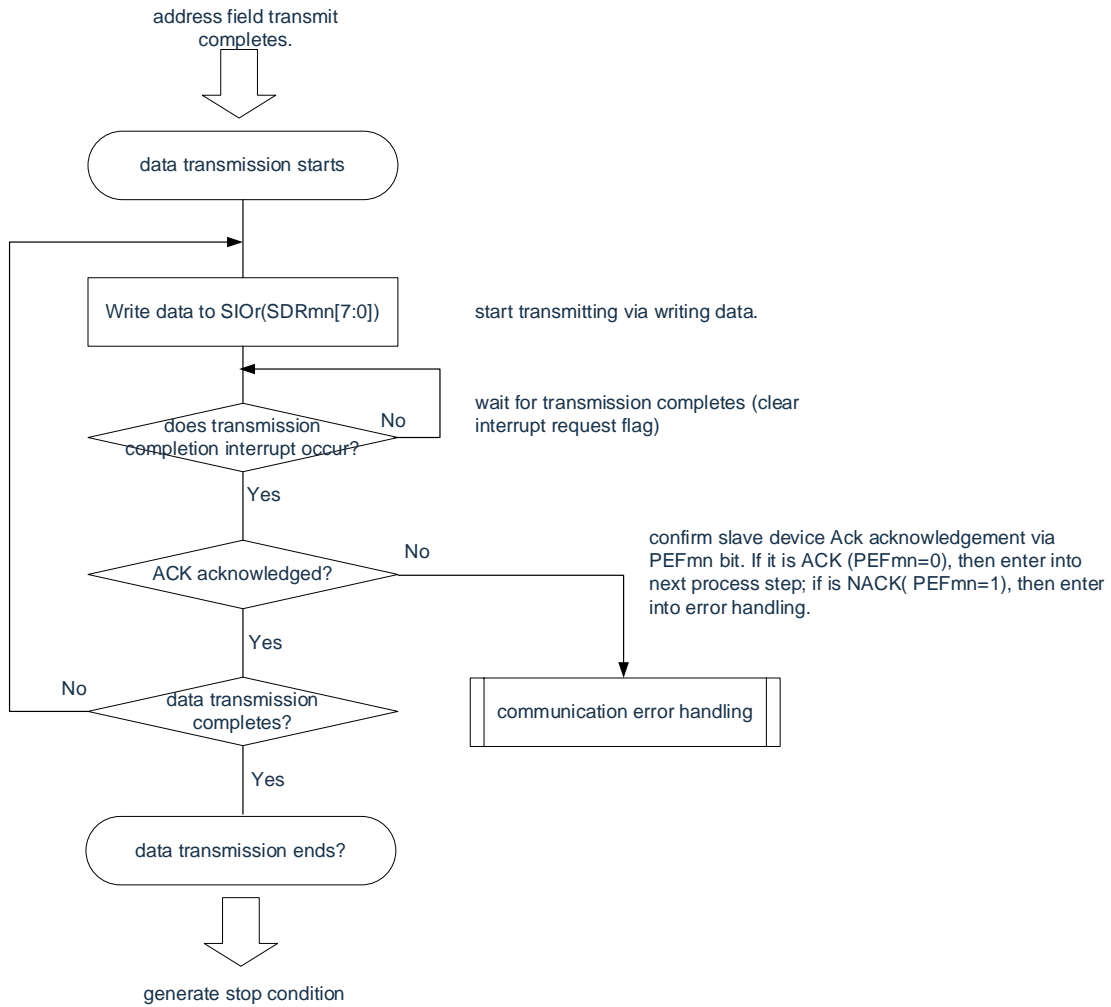 address field transmit
completes.
data transmission starts
Write data to SIOr(SDRmn[7:0])
start transmitting via writing data.
does transmission
completion interrupt occur?
No
wait for transmission completes (clear
interrupt request flag)
Yes
ACK acknowledged?
No
confirm slave device Ack acknowledgement via
PEFmn bit. If it is ACK (PEFmn=0), then enter into
next process step; if is NACK( PEFmn=1), then enter
into error handling.
Yes
No
data transmission
completes?
communication error handling
Yes
data transmission ends?
generate stop condition